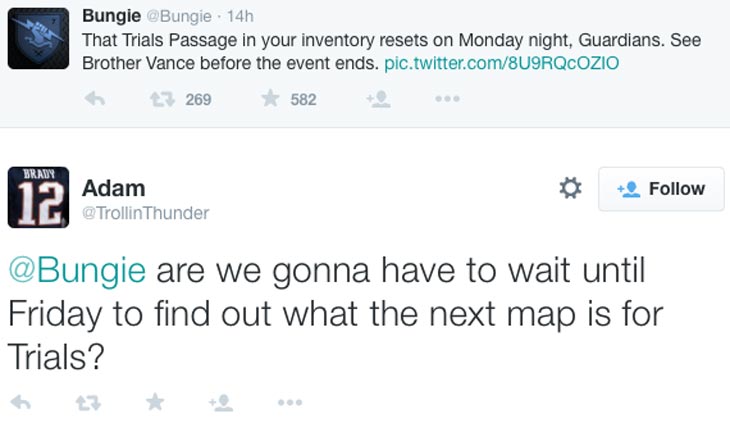 Bungie @Bungie · 14h
That Trials Passage in your inventory resets on Monday night, Guardians. See
Brother Vance before the event ends. pic.twitter.com/8U9RQcOZIO
269 582
BRADY
12
Adam
@TrollinThunder
Follow
@Bungie are we gonna have to wait until
Friday to find out what the next map is for
Trials?